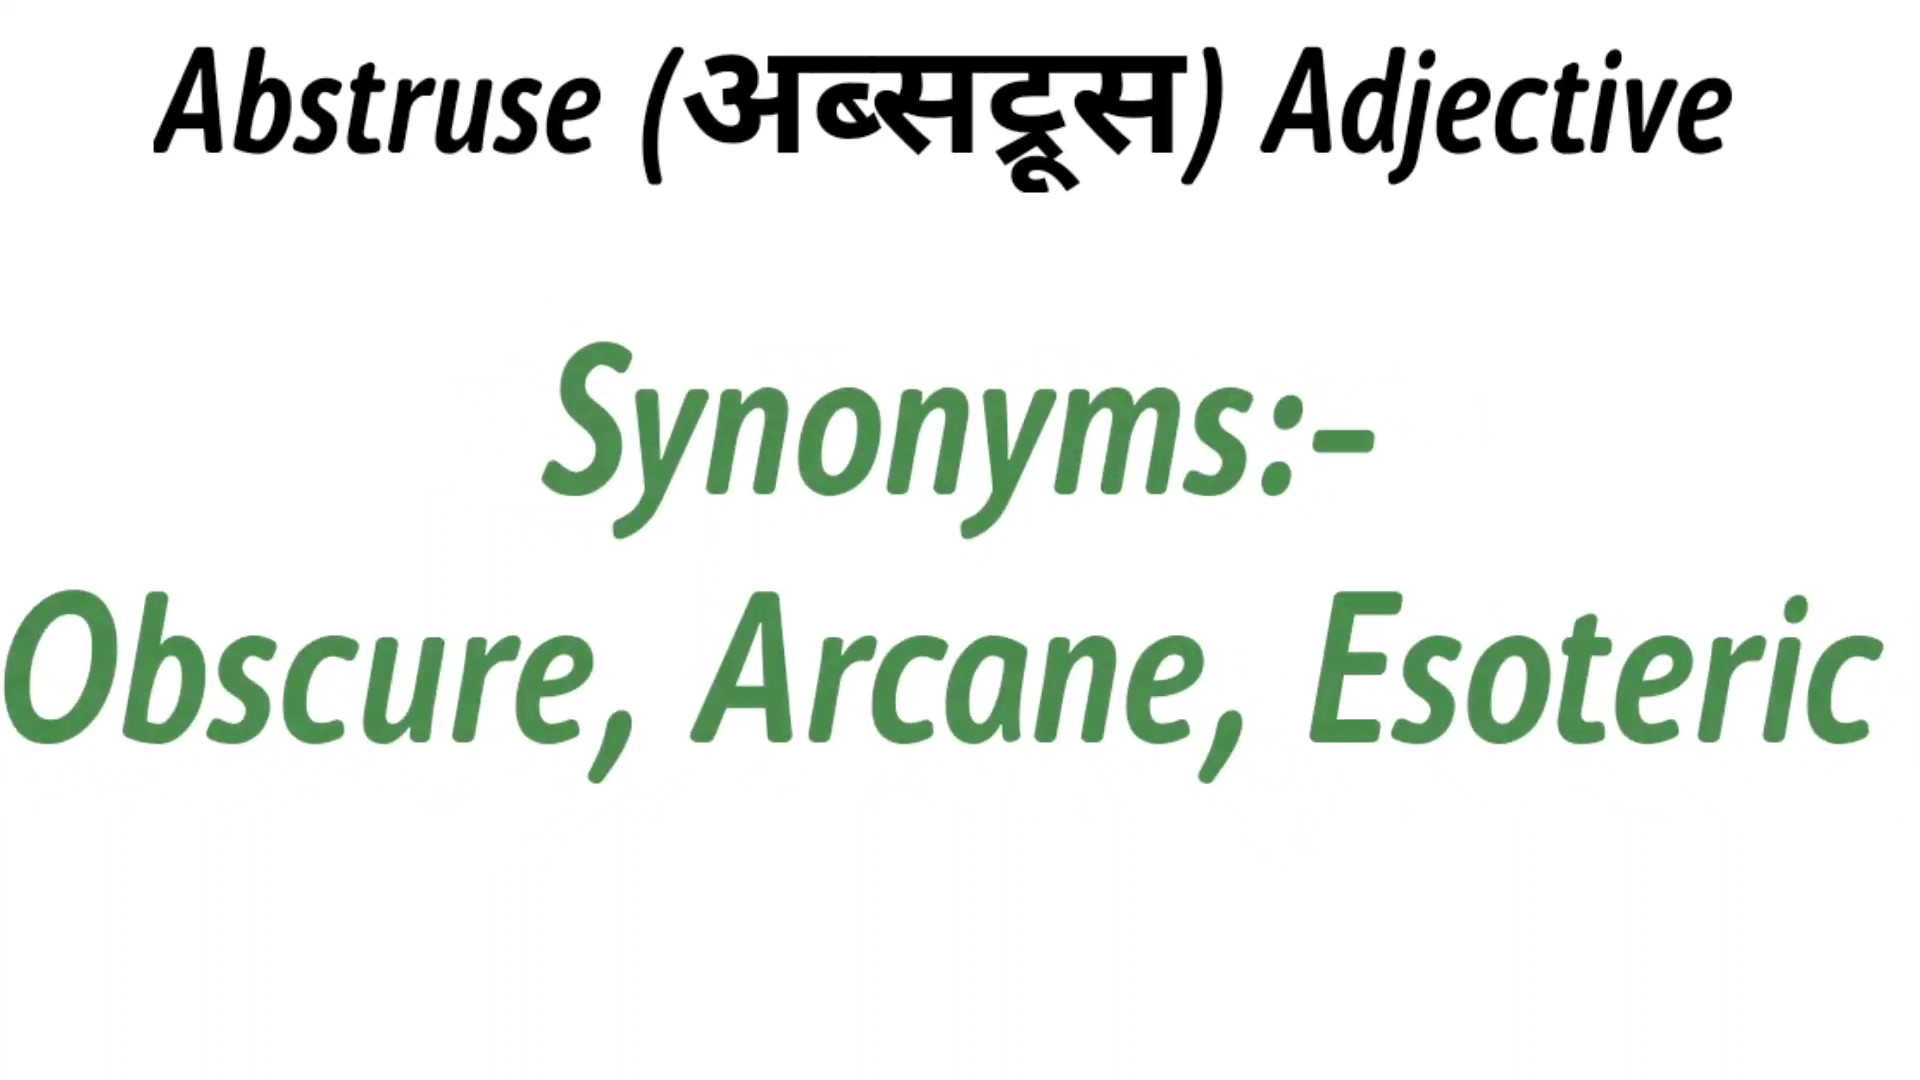 Abstruse (अब्सट्रूस) Adjective
Synonyms:-
Obscure, Arcane, Esoteric